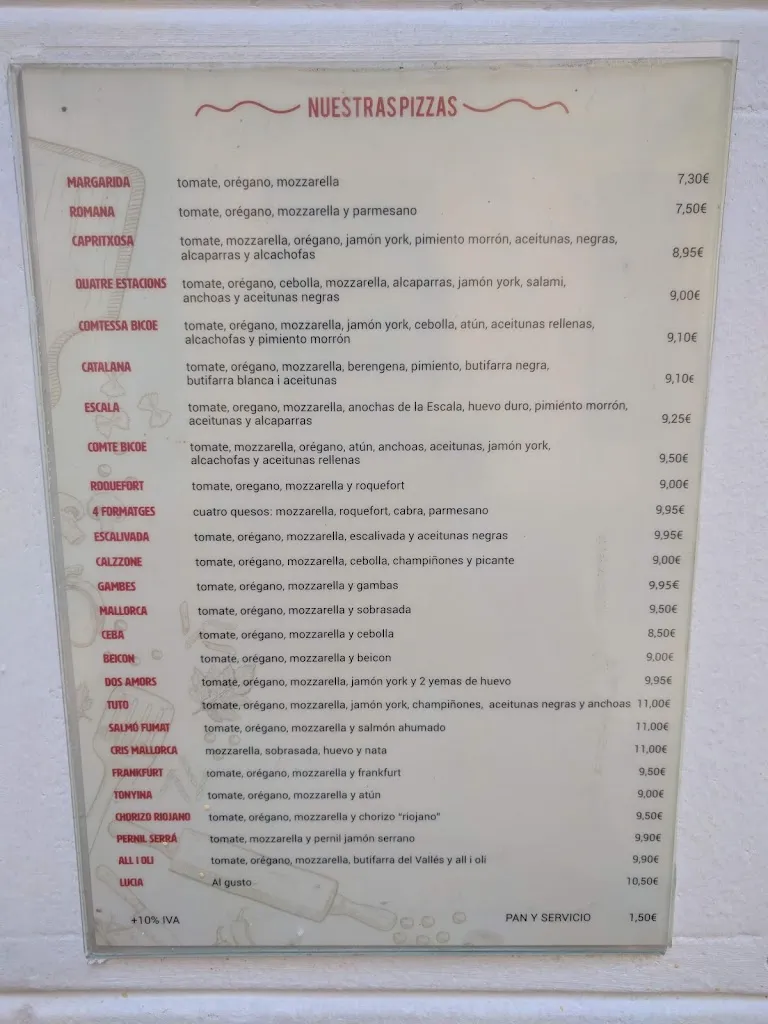 NUESTRAS PIZZAS
MARGARIDA tomate, orégano, mozzarella 7,30€
ROMANA tomate, orégano, mozzarella y parmesano 7,50€
CAPRITXOSA tomate, mozzarella, orégano, jamón york, pimiento morrón, aceitunas, negras,
alcaparras y alcachofas 8,95€
QUATRE ESTACIONS tomate, orégano, cebolla, mozzarella, alcaparras, jamón york, salami,
anchoas y aceitunas negras 9,00€
COMTESSA BICOE tomate, orégano, mozzarella, jamón york, cebolla, atún, aceitunas rellenas,
alcachofas y pimiento morrón 9,10€
CATALANA tomate, orégano, mozzarella, berengena, pimiento, butifarra negra,
butifarra blanca i aceitunas 9,10€
ESCALA tomate, oregano, mozzarella, anochas de la Escala, huevo duro, pimiento morrón,
aceitunas y alcaparras 9,25€
COMTE BICOE tomate, mozzarella, orégano, atún, anchoas, aceitunas, jamón york,
alcachofas y aceitunas rellenas 9,50€
ROQUEFORT tomate, oregano, mozzarella y roquefort 9,00€
4 FORMATGES cuatro quesos: mozzarella, roquefort, cabra, parmesano 9,95€
ESCALIVADA tomate, orégano, mozzarella, escalivada y aceitunas negras 9,95€
CALZZONE tomate, orégano, mozzarella, cebolla, champiñones y picante 9,00€
GAMBES tomate, orégano, mozzarella y gambas 9,95€
MALLORCA tomate, orégano, mozzarella y sobrasada 9,50€
CEBA tomate, orégano, mozzarella y cebolla 8,50€
BEICON tomate, orégano, mozzarella y beicon 9,00€
DOS AMORS tomate, orégano, mozzarella, jamón york y 2 yemas de huevo 9,95€
TUTO tomate, orégano, mozzarella, jamón york, champiñones, aceitunas negras y anchoas 11,00€
SALMÓ FUMAT tomate, orégano, mozzarella y salmón ahumado 11,00€
CRIS MALLORCA mozzarella, sobrasada, huevo y nata 11,00€
FRANKFURT tomate, orégano, mozzarella y frankfurt 9,50€
TONYINA tomate, orégano, mozzarella y atún 9,00€
CHORIZO RIOJANO tomate, orégano, mozzarella y chorizo "riojano" 9,50€
PERNIL SERRÁ tomate, mozzarella y pernil jamón serrano 9,90€
ALL I OLI tomate, orégano, mozzarella, butifarra del Vallés y all i oli 9,90€
LUCIA Al gusto 10,50€
+10% IVA PAN Y SERVICIO 1,50€